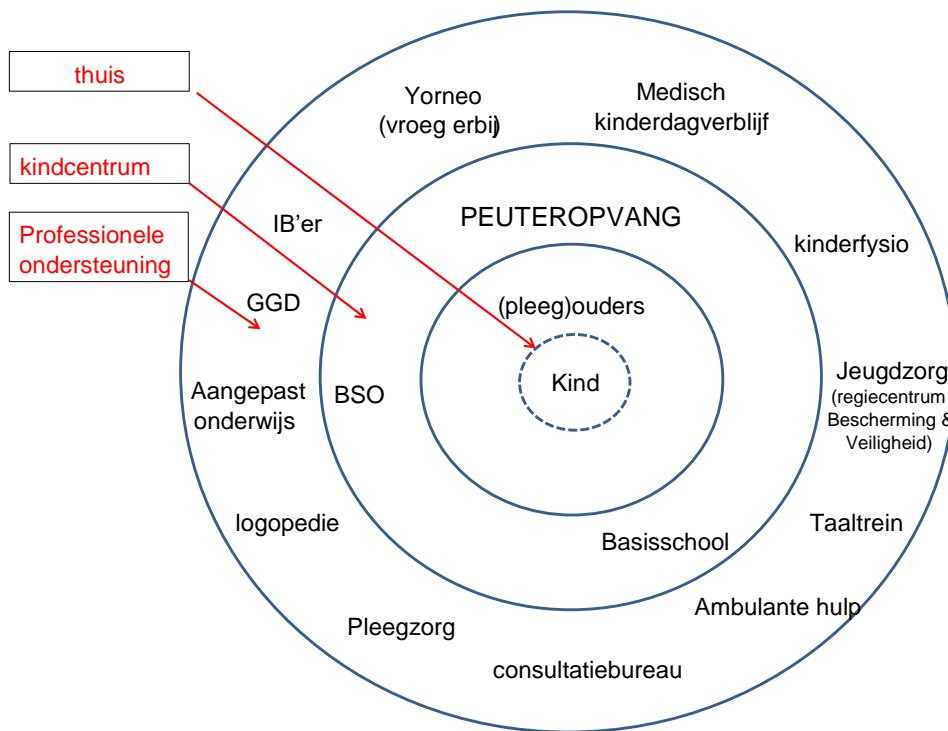 thuis
kindcentrum
Professionele
ondersteuning
Yorneo
(vroeg erbij)
Medisch
kinderdagverblijf
IB'er
PEUTEROPVANG
kinderfysio
GGD
(pleeg)ouders
Aangepast
onderwijs
BSO
Kind
Jeugdzorg
(regiecentrum
Bescherming &
Veiligheid)
logopedie
Basisschool
Taaltrein
Ambulante hulp
Pleegzorg
consultatiebureau